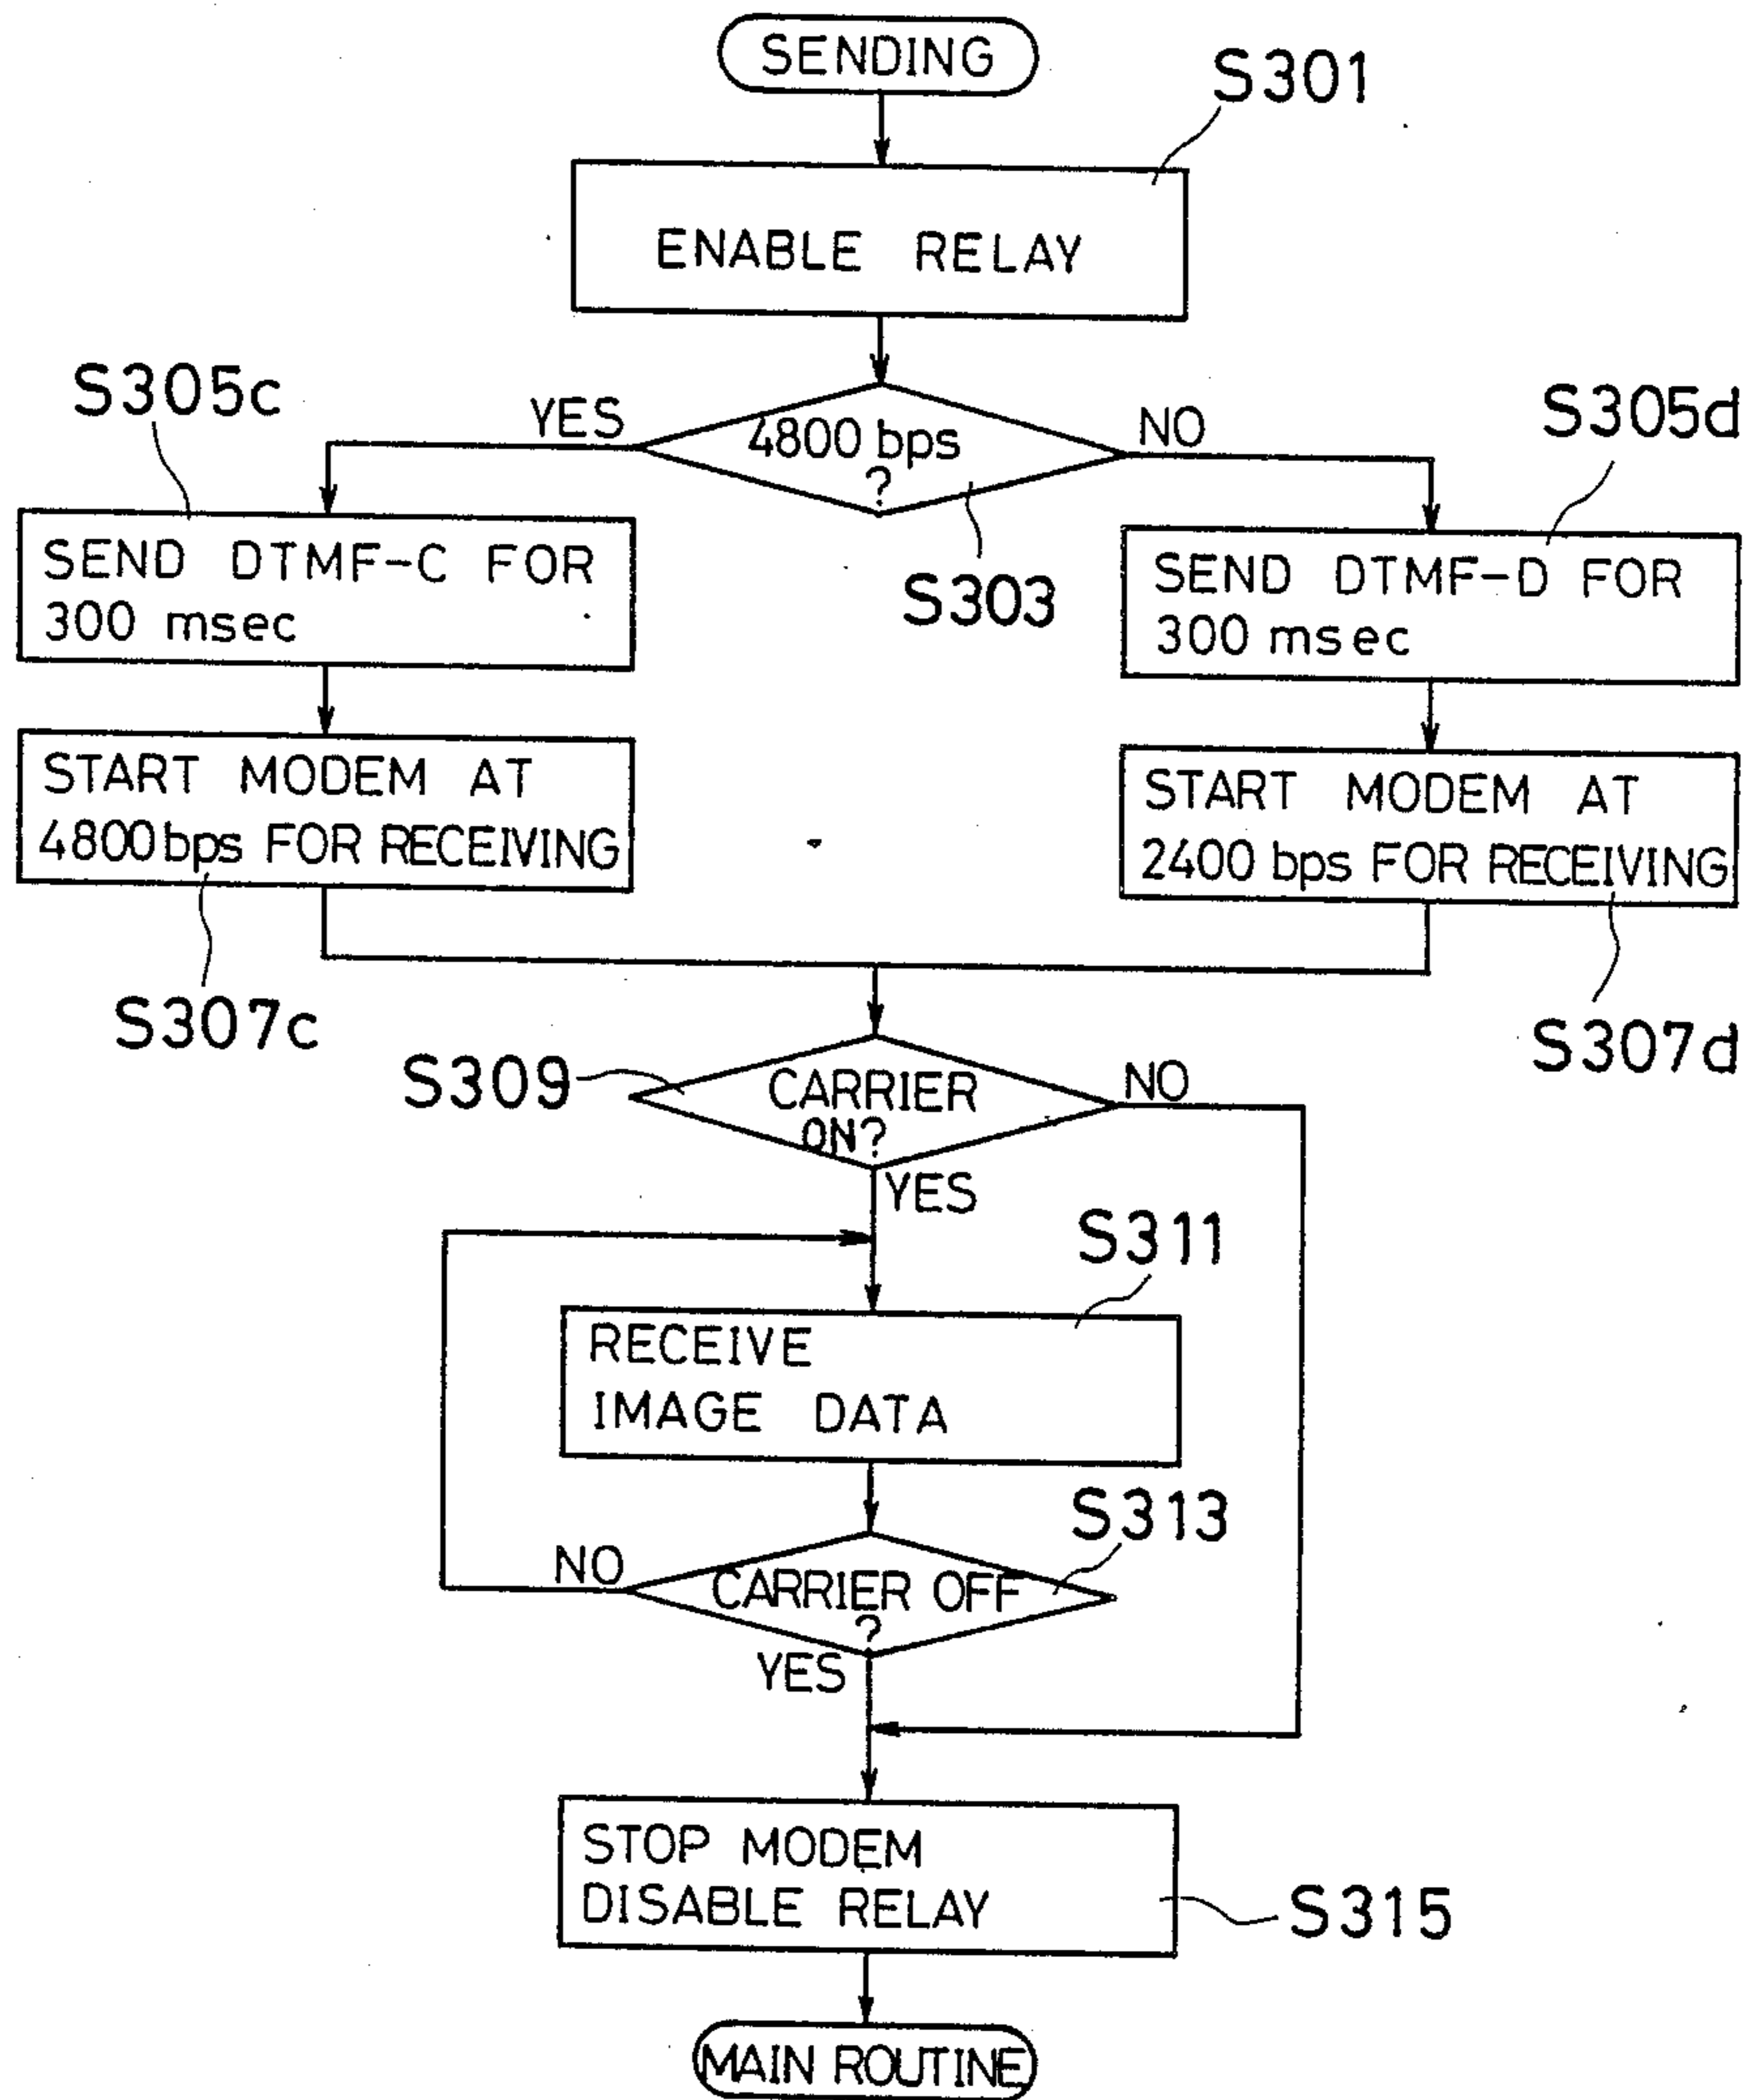 SENDING
S301
ENABLE RELAY
S305c
YES
4800 bps
?
NO
S305d
S303
SEND DTMF-C FOR
300 msec
SEND DTMF-D FOR
300 msec
START MODEM AT
4800 bps FOR RECEIVING
START MODEM AT
2400 bps FOR RECEIVING
S307c
S307d
S309
CARRIER
ON?
NO
YES
S311
RECEIVE
IMAGE DATA
S313
NO
CARRIER OFF
?
YES
STOP MODEM
DISABLE RELAY
S315
MAIN ROUTINE